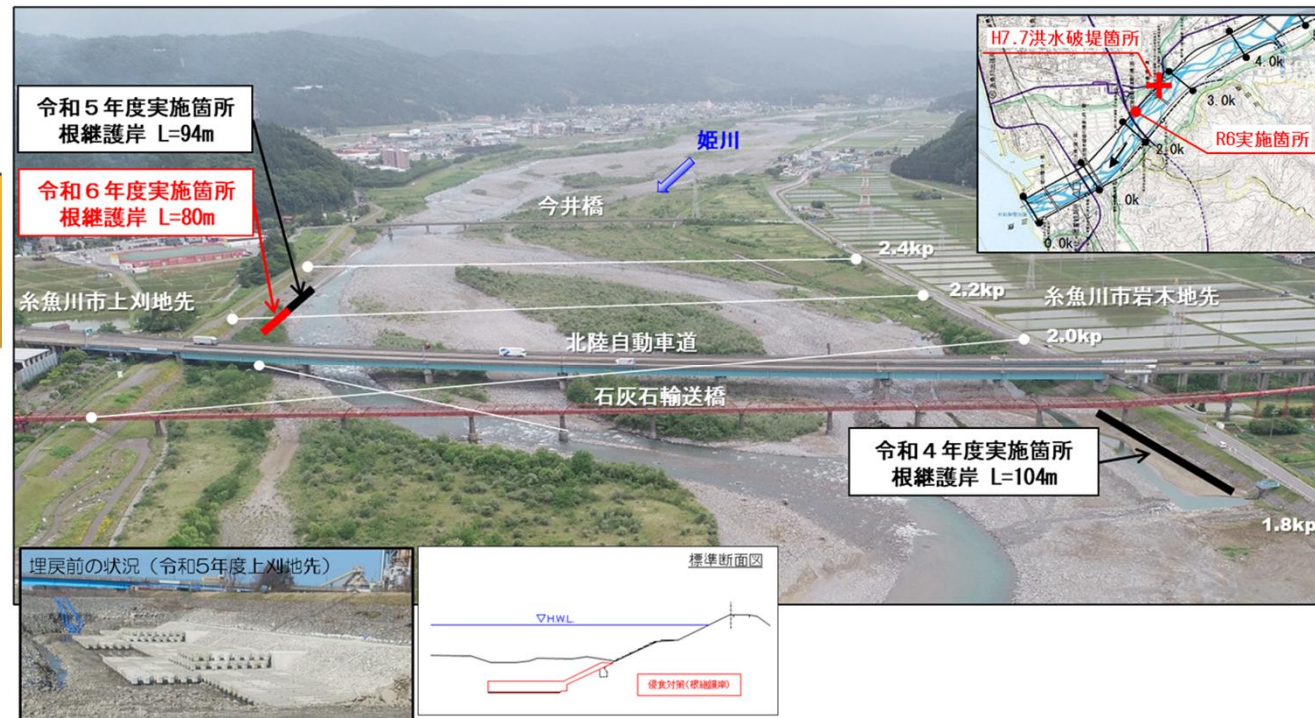 令和5年度実施箇所
根継護岸 L=94m
令和6年度実施箇所
根継護岸 L=80m
姫川
今井橋
H7.7洪水破堤箇所
4.0k
3.0k
R6実施箇所
2.0k
1.0k
0.0k
2.4kp
糸魚川市上刈地先
2.2kp
糸魚川市岩木地先
2.0kp
北陸自動車道
石灰石輸送橋
令和4年度実施箇所
根継護岸 L=104m
1.8kp
埋戻前の状況(令和5年度上刈地先)
標準断面図
▽H.W.L
侵食対策(根継護岸)